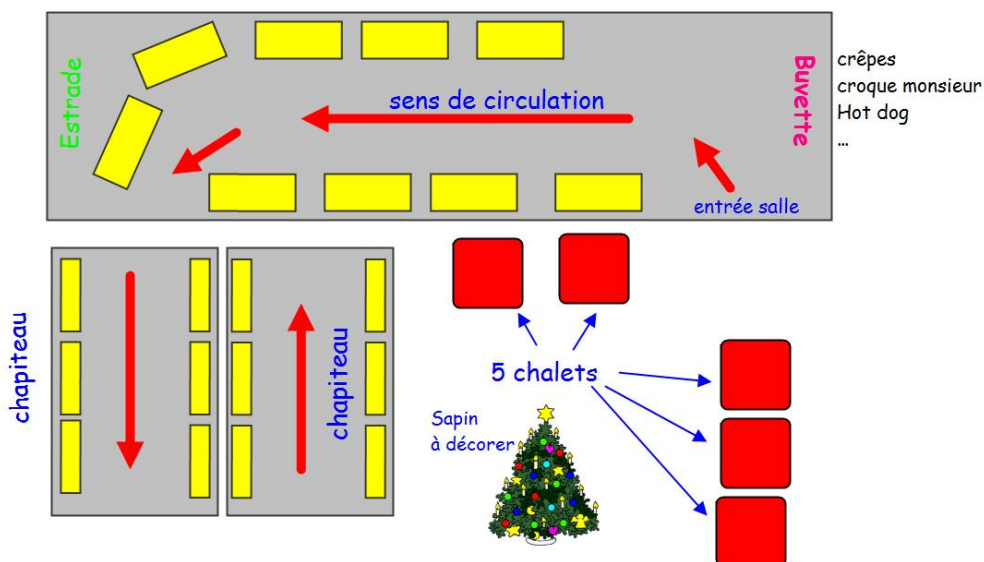 Estrade
sens de circulation
Buvette
crêpes
croque monsieur
Hot dog
...
entrée salle
chapiteau
chapiteau
5 chalets
Sapin
à décorer